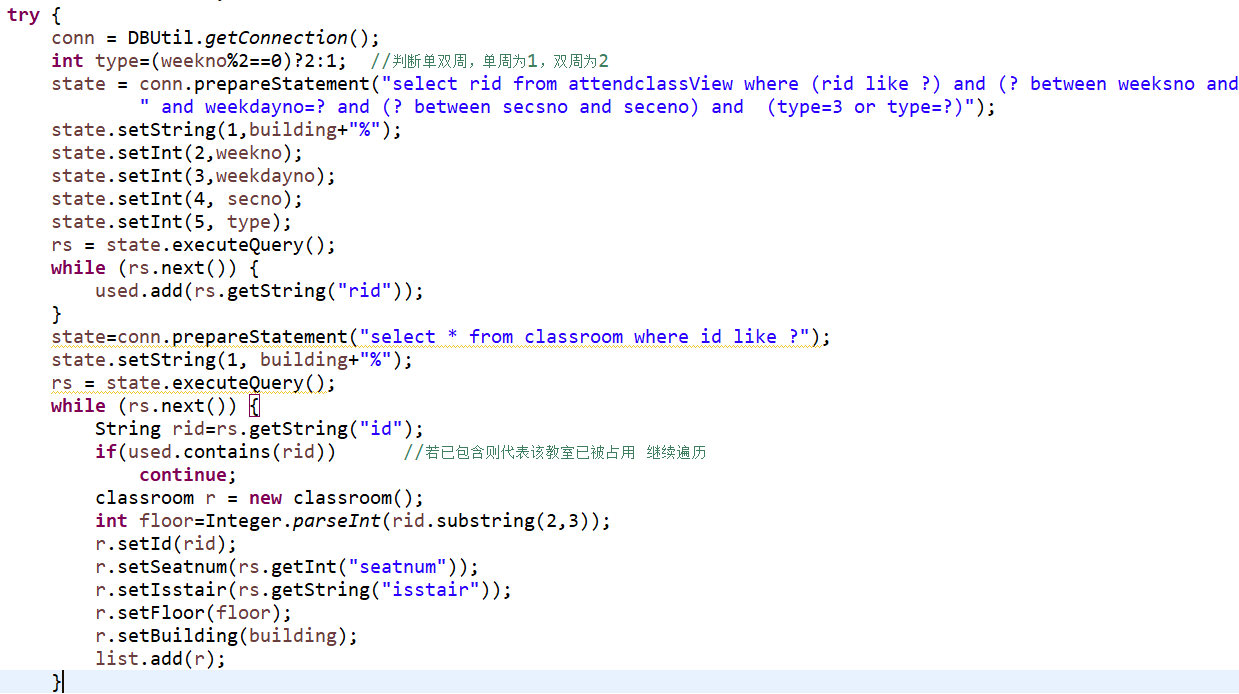 try {
    conn = DBUtil.getConnection();
    int type=(weekno%2==0)?2:1;  //判断单双周，单周为1，双周为2
    state = conn.prepareStatement("select rid from attendclassView where (rid like ?) and (? between weeksno and
            " and weekdayno=? and (? between secsno and seceno) and  (type=3 or type=?)");
    state.setString(1,building+"%");
    state.setInt(2,weekno);
    state.setInt(3,weekdayno);
    state.setInt(4, secno);
    state.setInt(5, type);
    rs = state.executeQuery();
    while (rs.next()) {
        used.add(rs.getString("rid"));
    }
    state=conn.prepareStatement("select * from classroom where id like ?");
    state.setString(1, building+"%");
    rs = state.executeQuery();
    while (rs.next()) {
        String rid=rs.getString("id");
        if(used.contains(rid))      //若已包含则代表该教室已被占用 继续遍历
            continue;
        classroom r = new classroom();
        int floor=Integer.parseInt(rid.substring(2,3));
        r.setId(rid);
        r.setSeatnum(rs.getInt("seatnum"));
        r.setIsstair(rs.getString("isstair"));
        r.setFloor(floor);
        r.setBuilding(building);
        list.add(r);
    }